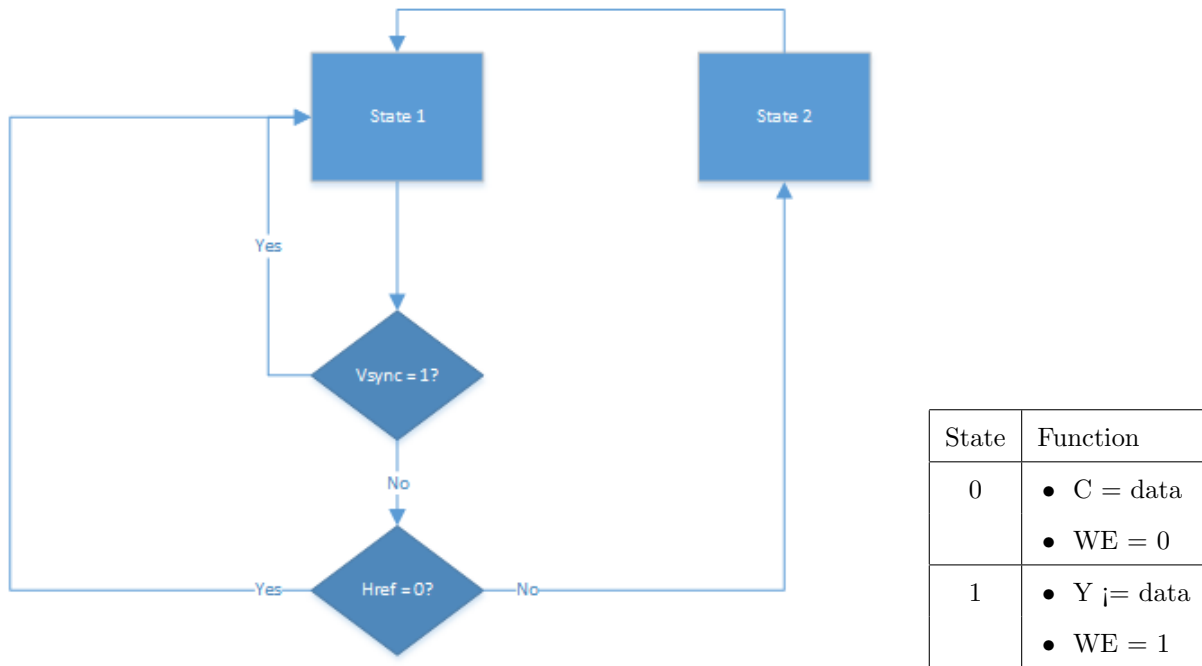 State 1
State 2
Yes
Vsync = 1?
No
Href = 0?
Yes
No
State Function
0 • C = data
• WE = 0
1 • Y ¡= data
• WE = 1